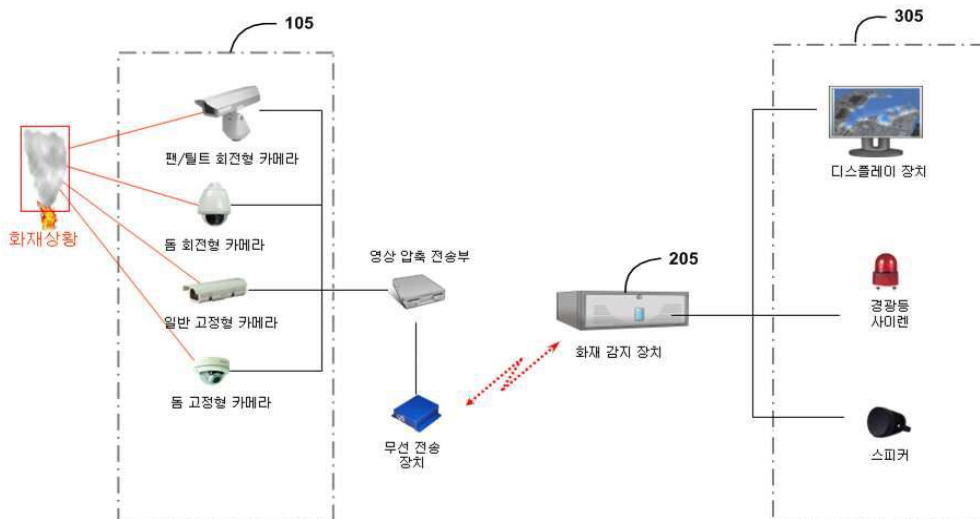 105
305
팬/틸트 회전형 카메라
디스플레이 장치
화재상황
돔 회전형 카메라
영상 압축 전송부
205
경광등
사이렌
일반 고정형 카메라
화재 감지 장치
돔 고정형 카메라
무선 전송
장치
스피커